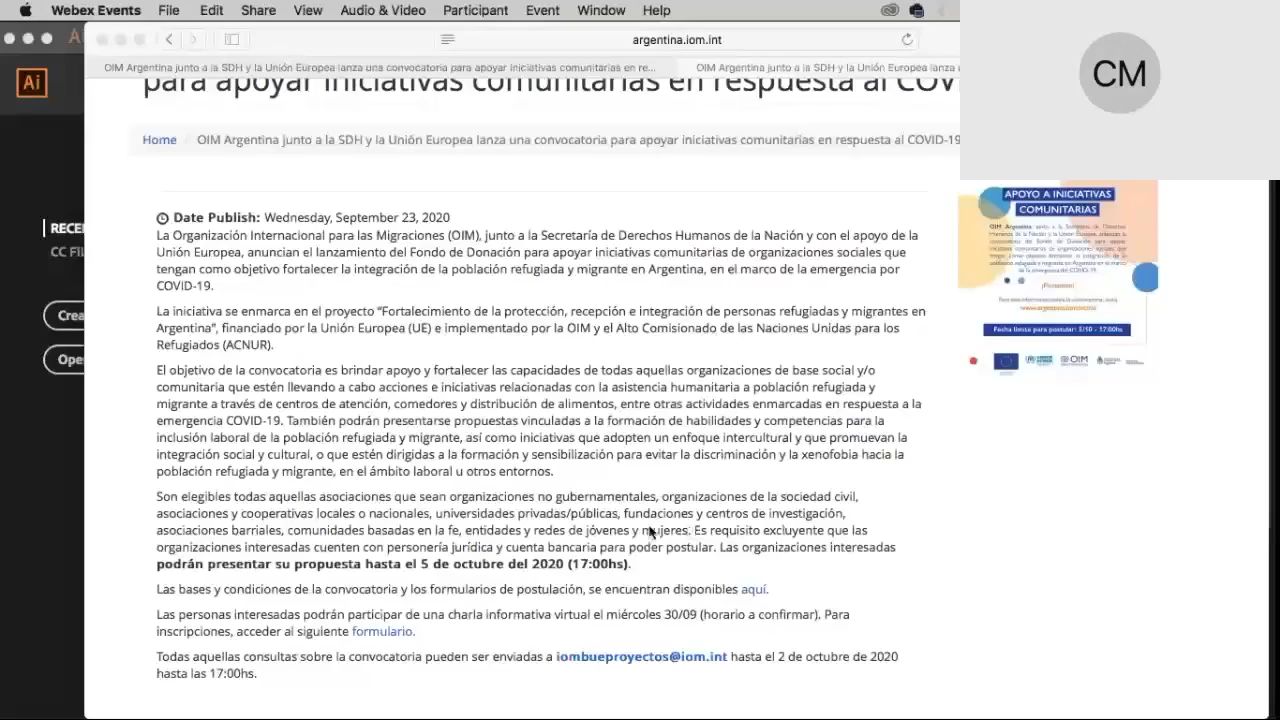 Webex Events File Edit Share View Audio & Video Participant Event Window Help
argentina.iom.int
OIM Argentina junto a la SDH y la Unión Europea lanza una convocatoria para apoyar iniciativas comunitarias en re...
OIM Argentina junto a la SDH y la Unión Europea lanza u
Ai
para apoyar iniciativas comunitarias en respuesta al COV
CM
Home
OIM Argentina junto a la SDH y la Unión Europea lanza una convocatoria para apoyar iniciativas comunitarias en respuesta al COVID-19
Date Publish: Wednesday, September 23, 2020
La Organización Internacional para las Migraciones (OIM), junto a la Secretaría de Derechos Humanos de la Nación y con el apoyo de la
Unión Europea, anuncian la apertura del Fondo de Donación para apoyar iniciativas comunitarias de organizaciones sociales que
tengan como objetivo fortalecer la integración de la población refugiada y migrante en Argentina, en el marco de la emergencia por
COVID-19.
La iniciativa se enmarca en el proyecto "Fortalecimiento de la protección, recepción e integración de personas refugiadas y migrantes en
Argentina", financiado por la Unión Europea (UE) e implementado por la OIM y el Alto Comisionado de las Naciones Unidas para los
Refugiados (ACNUR).
El objetivo de la convocatoria es brindar apoyo y fortalecer las capacidades de todas aquellas organizaciones de base social y/o
comunitaria que estén llevando a cabo acciones e iniciativas relacionadas con la asistencia humanitaria a población refugiada y
migrante a través de centros de atención, comedores y distribución de alimentos, entre otras actividades enmarcadas en respuesta a la
emergencia COVID-19. También podrán presentarse propuestas vinculadas a la formación de habilidades y competencias para la
inclusión laboral de la población refugiada y migrante, así como iniciativas que adopten un enfoque intercultural y que promuevan la
integración social y cultural, o que estén dirigidas a la formación y sensibilización para evitar la discriminación y la xenofobia hacia la
población refugiada y migrante, en el ámbito laboral u otros entornos.
Son elegibles todas aquellas asociaciones que sean organizaciones no gubernamentales, organizaciones de la sociedad civil,
asociaciones y cooperativas locales o nacionales, universidades privadas/públicas, fundaciones y centros de investigación,
asociaciones barriales, comunidades basadas en la fe, entidades y redes de jóvenes y mujeres. Es requisito excluyente que las
organizaciones interesadas cuenten con personería jurídica y cuenta bancaria para poder postular. Las organizaciones interesadas
podrán presentar su propuesta hasta el 5 de octubre del 2020 (17:00hs).
Las bases y condiciones de la convocatoria y los formularios de postulación, se encuentran disponibles aquí.
Las personas interesadas podrán participar de una charla informativa virtual el miércoles 30/09 (horario a confirmar). Para
inscripciones, acceder al siguiente formulario.
Todas aquellas consultas sobre la convocatoria pueden ser enviadas a iombueproyectos@iom.int hasta el 2 de octubre de 2020
hasta las 17:00hs.
RECE
CC FI
Crea
Ope
APOYO A INICIATIVAS
COMUNITARIAS
Fecha límite para postular: 5/10 - 17:00hs
OIM